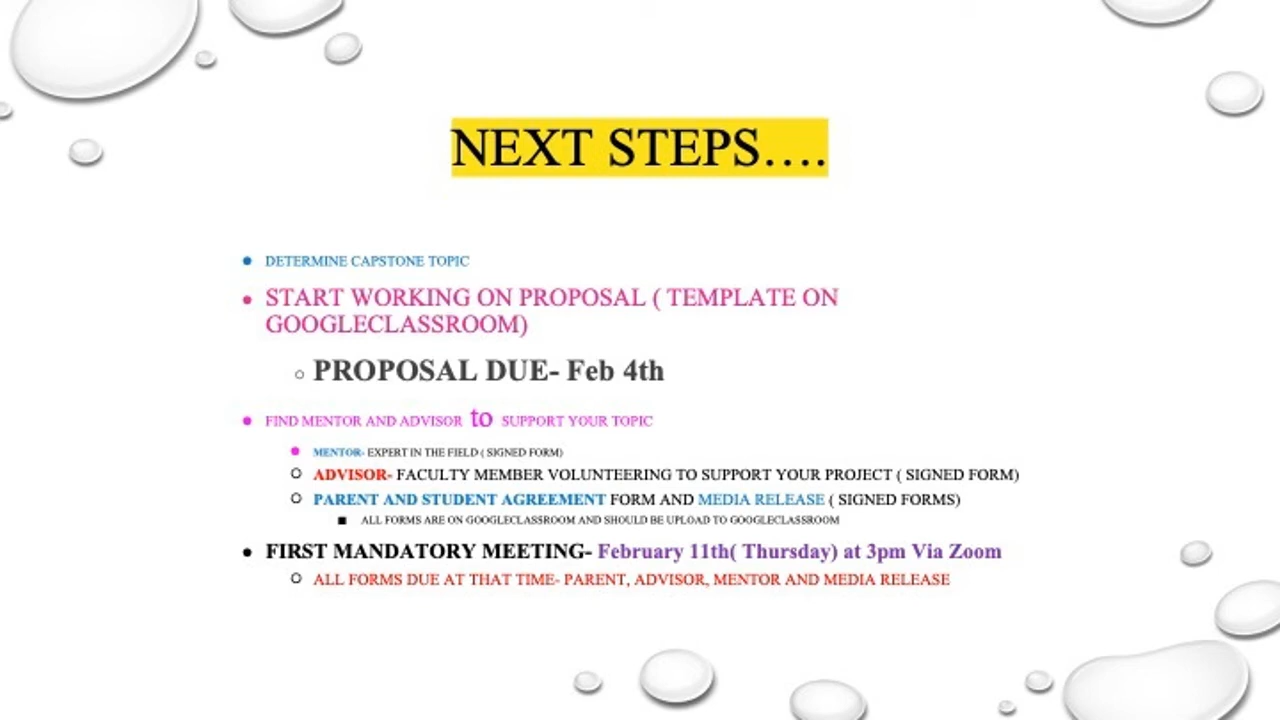 NEXT STEPS….
DETERMINE CAPSTONE TOPIC
START WORKING ON PROPOSAL ( TEMPLATE ON
GOOGLECLASSROOM)
PROPOSAL DUE- Feb 4th
FIND MENTOR AND ADVISOR to SUPPORT YOUR TOPIC
MENTOR- EXPERT IN THE FIELD ( SIGNED FORM)
ADVISOR- FACULTY MEMBER VOLUNTEERING TO SUPPORT YOUR PROJECT ( SIGNED FORM)
PARENT AND STUDENT AGREEMENT FORM AND MEDIA RELEASE ( SIGNED FORMS)
ALL FORMS ARE ON GOOGLECLASSROOM AND SHOULD BE UPLOAD TO GOOGLECLASSROOM
FIRST MANDATORY MEETING- February 11th( Thursday) at 3pm Via Zoom
ALL FORMS DUE AT THAT TIME- PARENT, ADVISOR, MENTOR AND MEDIA RELEASE